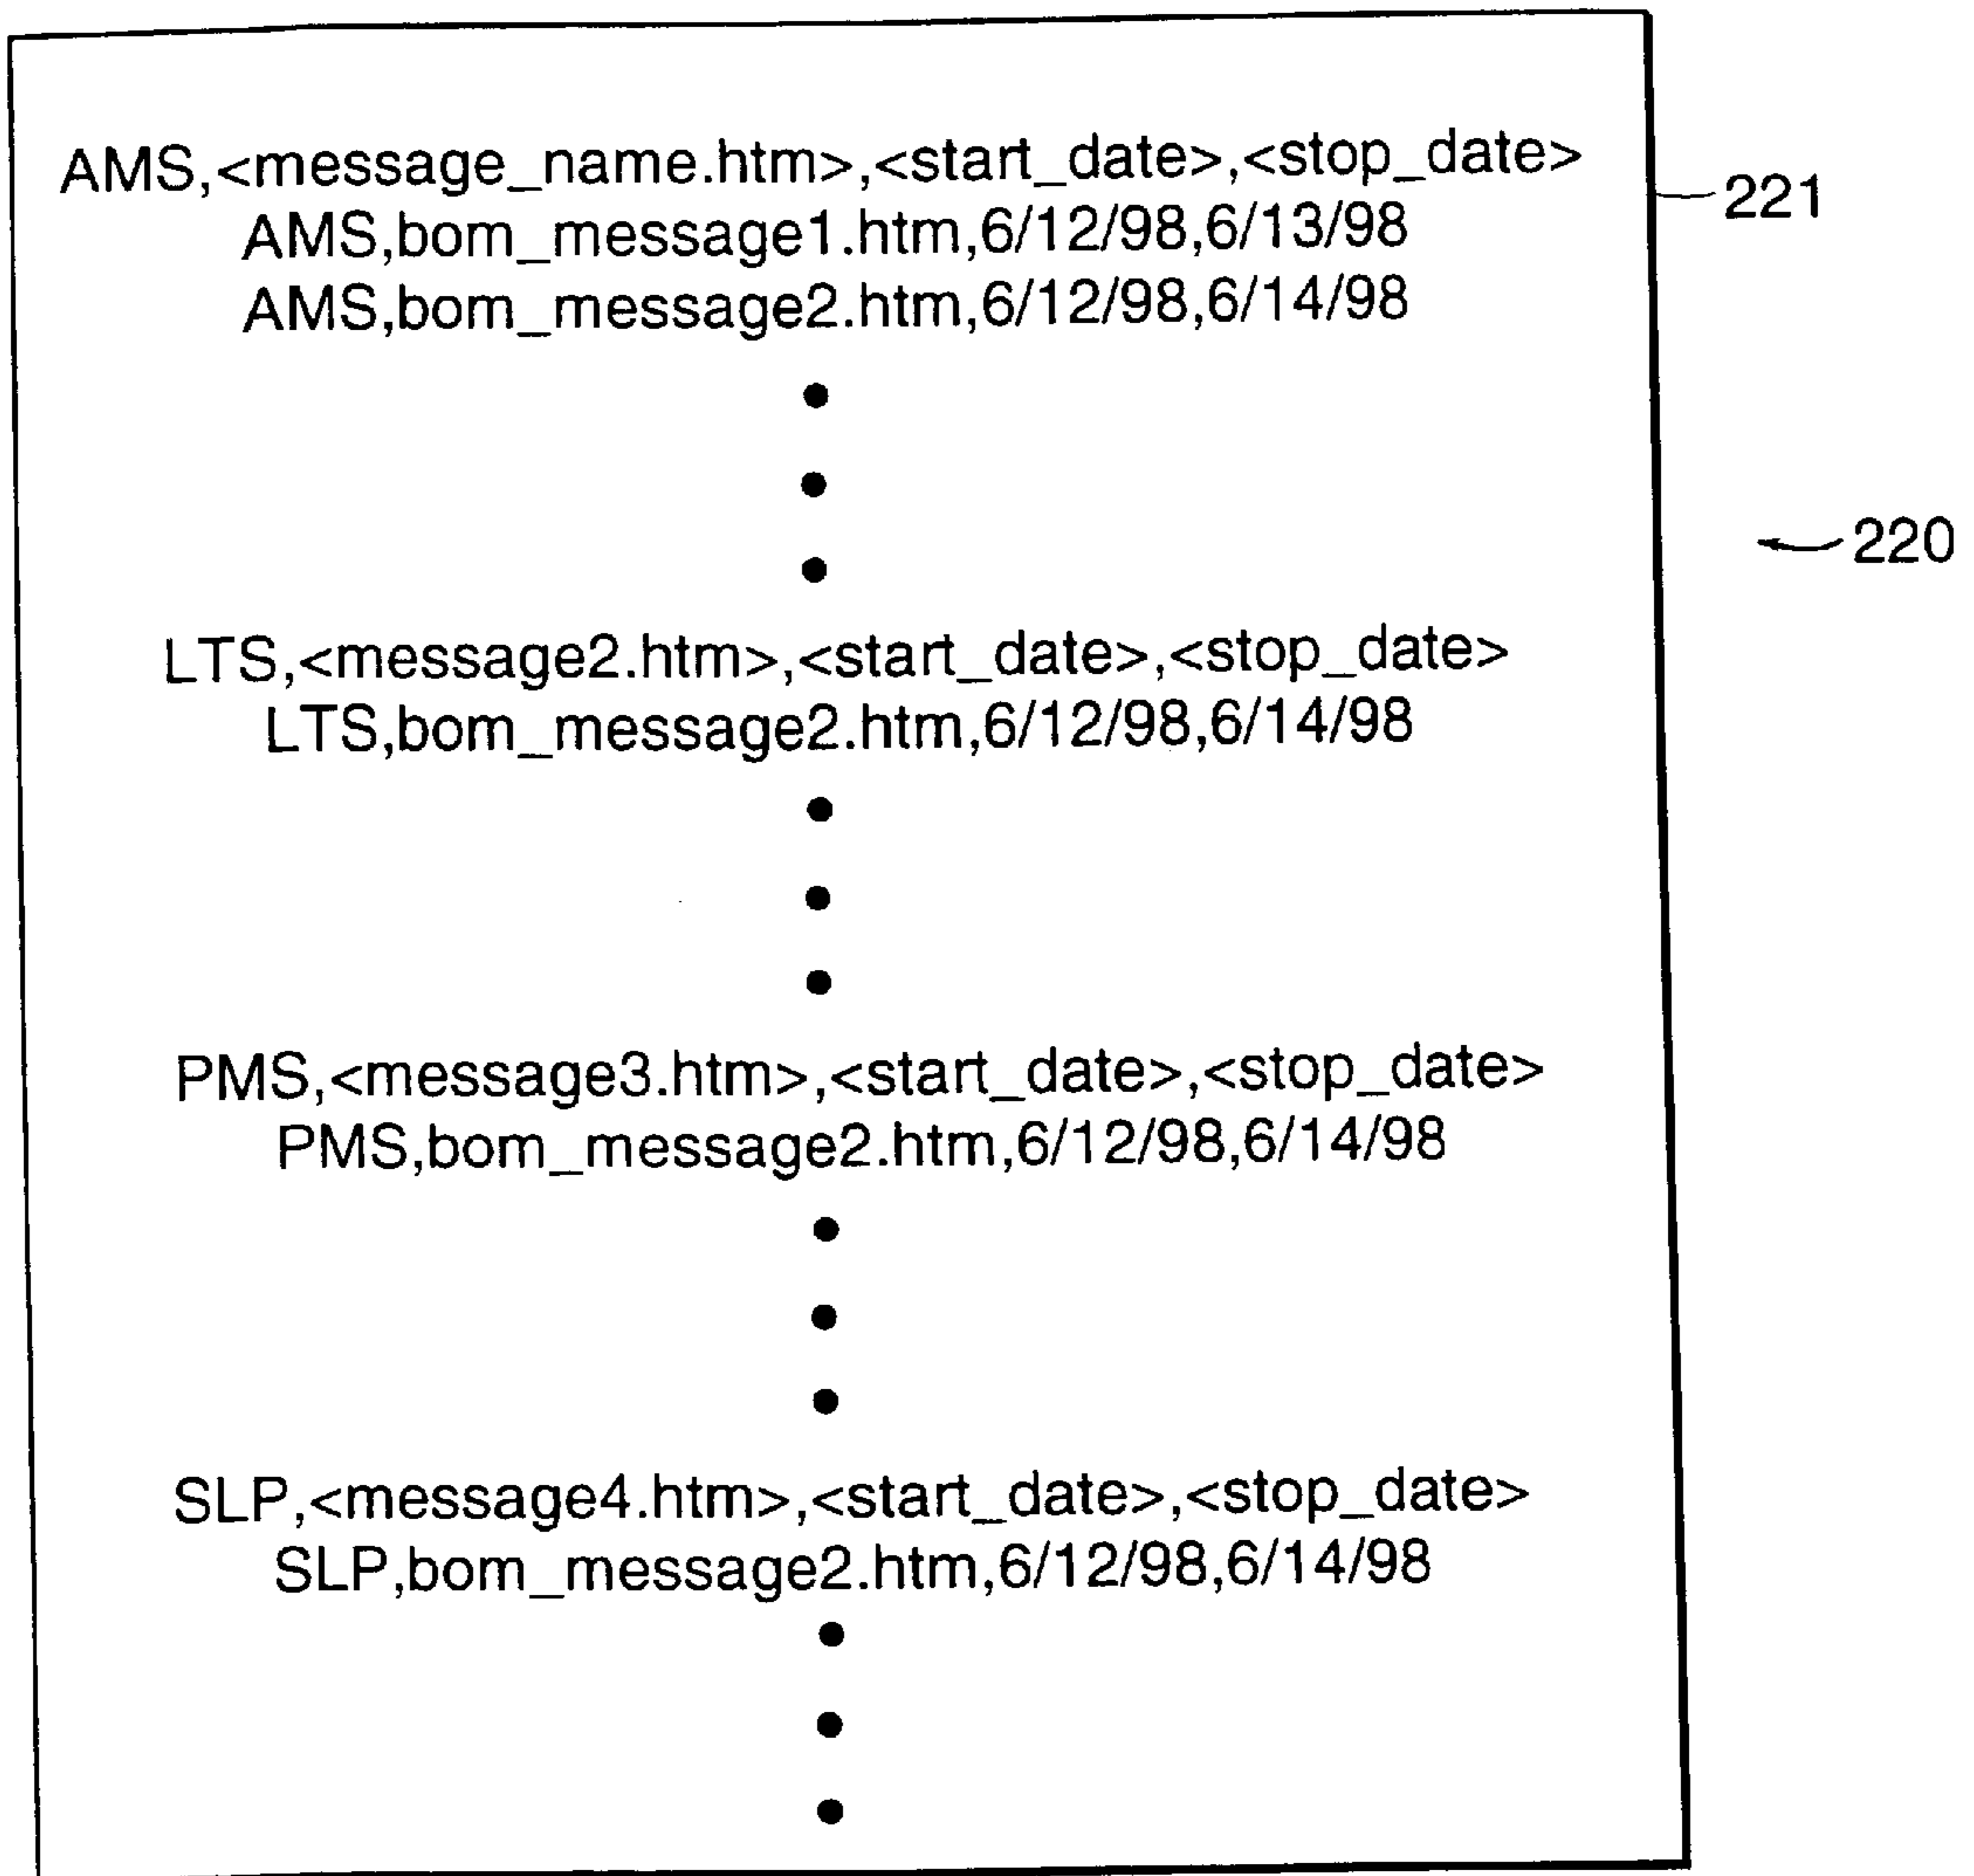 AMS,<message_name.htm>,<start_date>,<stop_date>
221
AMS,bom_message1.htm,6/12/98,6/13/98
AMS,bom_message2.htm,6/12/98,6/14/98
220
LTS,<message2.htm>,<start_date>,<stop_date>
LTS,bom_message2.htm,6/12/98,6/14/98
PMS,<message3.htm>,<start_date>,<stop_date>
PMS,bom_message2.htm,6/12/98,6/14/98
SLP,<message4.htm>,<start_date>,<stop_date>
SLP,bom_message2.htm,6/12/98,6/14/98